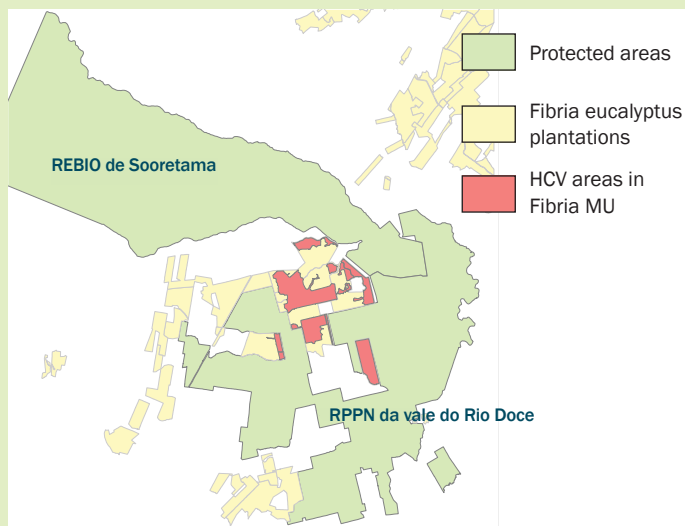 Protected areas
Fibria eucalyptus
plantations
HCV areas in
Fibria MU
REBIO de Sooretama
RPPN da vale do Rio Doce